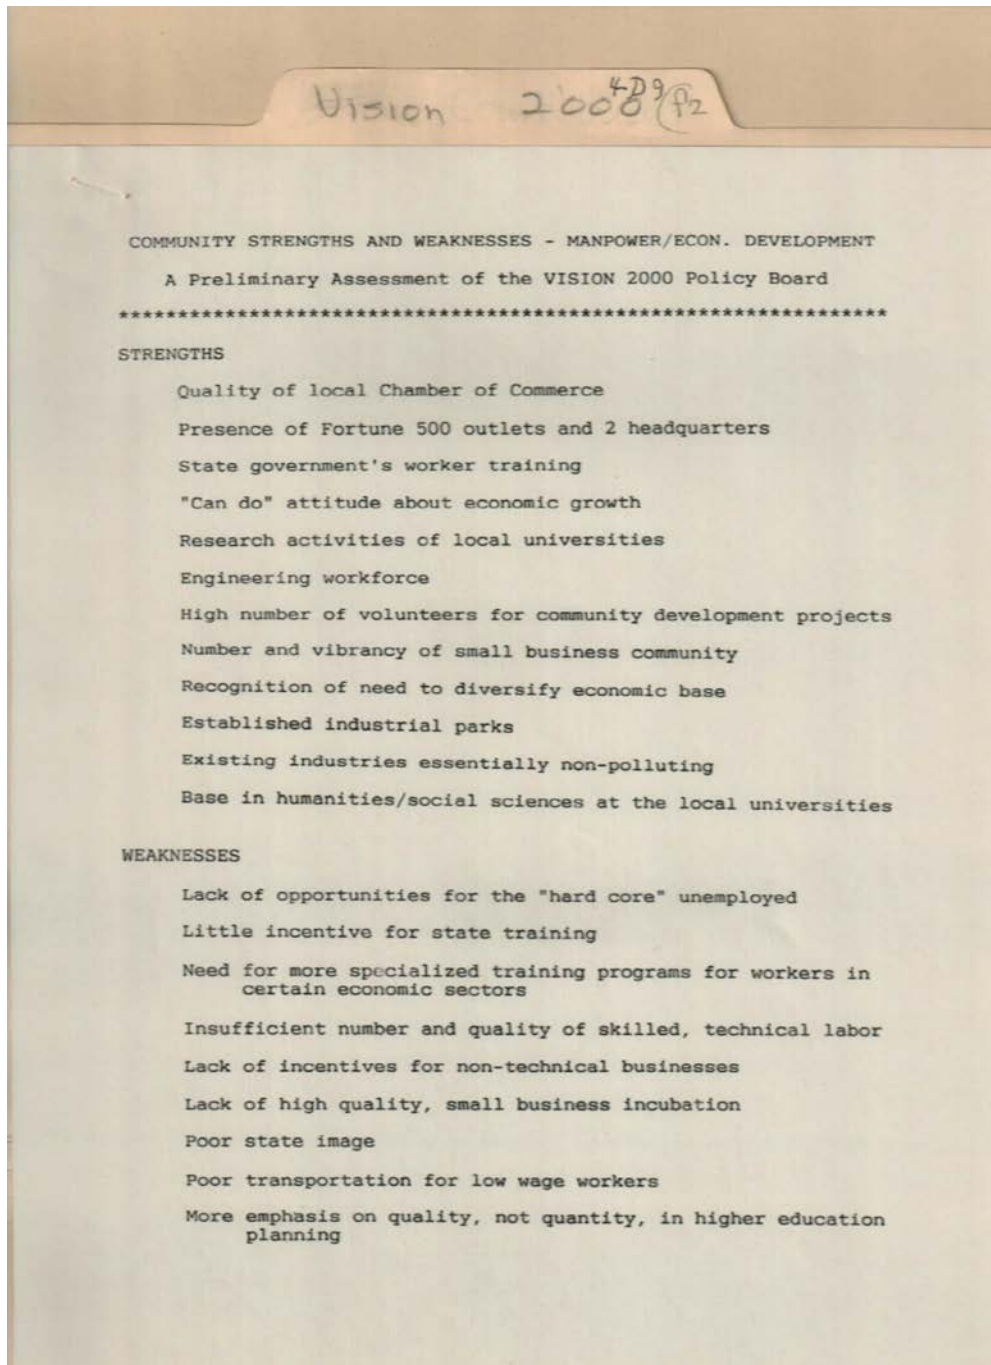 Vision 2000 4D9 f2
COMMUNITY STRENGTHS AND WEAKNESSES - MANPOWER/ECON. DEVELOPMENT
A Preliminary Assessment of the VISION 2000 Policy Board
*****************************************************************
STRENGTHS
Quality of local Chamber of Commerce
Presence of Fortune 500 outlets and 2 headquarters
State government's worker training
"Can do" attitude about economic growth
Research activities of local universities
Engineering workforce
High number of volunteers for community development projects
Number and vibrancy of small business community
Recognition of need to diversify economic base
Established industrial parks
Existing industries essentially non-polluting
Base in humanities/social sciences at the local universities
WEAKNESSES
Lack of opportunities for the "hard core" unemployed
Little incentive for state training
Need for more specialized training programs for workers in
certain economic sectors
Insufficient number and quality of skilled, technical labor
Lack of incentives for non-technical businesses
Lack of high quality, small business incubation
Poor state image
Poor transportation for low wage workers
More emphasis on quality, not quantity, in higher education
planning